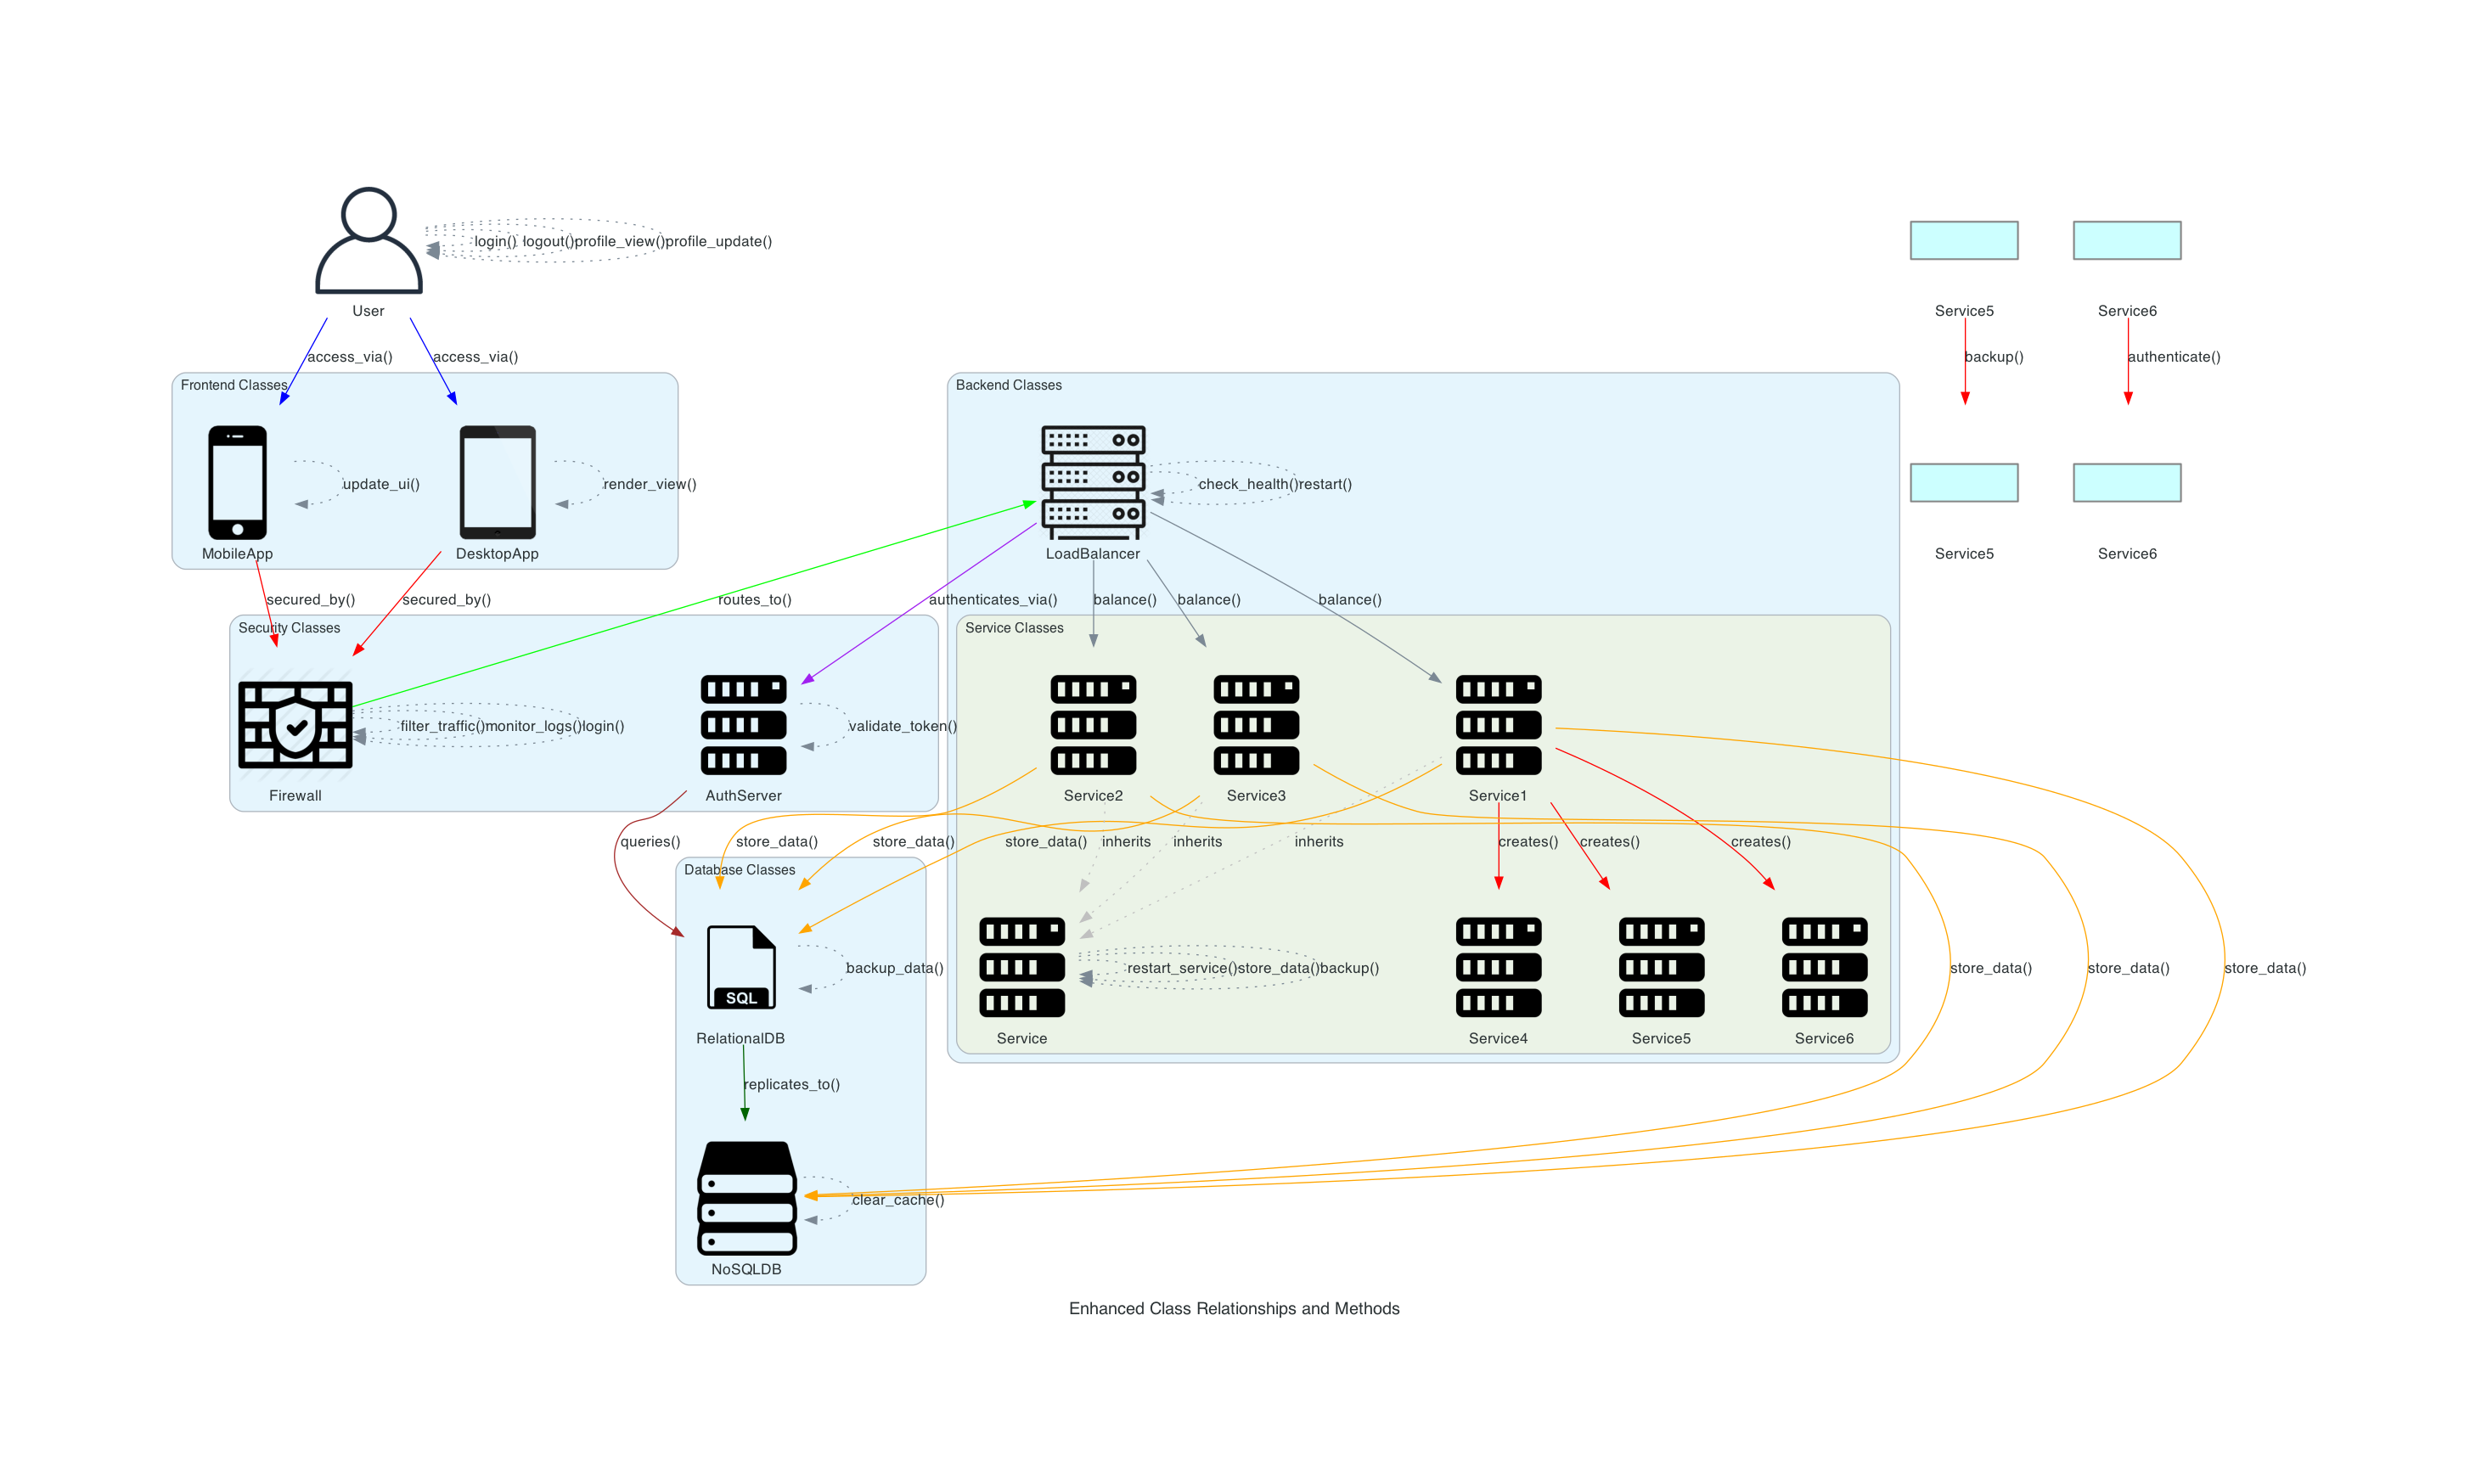 login() logout() profile_view() profile_update()
User
Service5
Service6
access_via()
access_via()
backup()
authenticate()
Frontend Classes
Backend Classes
update_ui()
render_view()
check_health() restart()
MobileApp
DesktopApp
LoadBalancer
Service5
Service6
secured_by()
secured_by()
routes_to()
authenticates_via()
balance()
balance()
balance()
Security Classes
Service Classes
filter_traffic() monitor_logs() login()
validate_token()
Firewall
AuthServer
Service2
Service3
Service1
queries()
store_data()
store_data()
store_data()
inherits
inherits
inherits
creates()
creates()
creates()
Database Classes
SQL
backup_data()
restart_service() store_data() backup()
store_data()
store_data()
store_data()
RelationalDB
Service
Service4
Service5
Service6
replicates_to()
clear_cache()
NoSQLDB
Enhanced Class Relationships and Methods